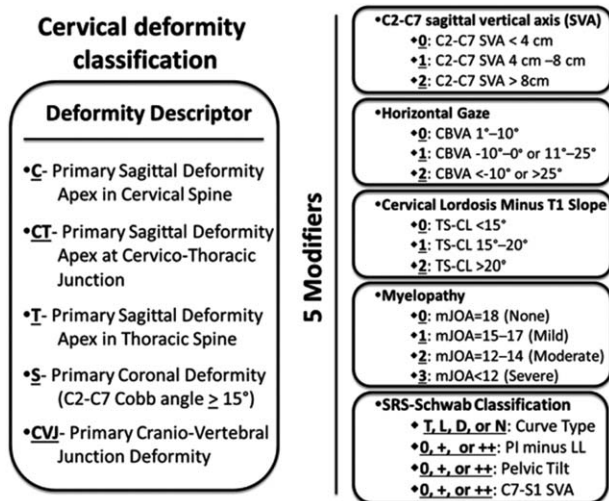 Cervical deformity
classification
Deformity Descriptor
•C- Primary Sagittal Deformity
Apex in Cervical Spine
•CT- Primary Sagittal Deformity
Apex at Cervico-Thoracic
Junction
•T- Primary Sagittal Deformity
Apex in Thoracic Spine
•S- Primary Coronal Deformity
(C2-C7 Cobb angle ≥ 15°)
•CVJ- Primary Cranio-Vertebral
Junction Deformity
5 Modifiers
•C2-C7 sagittal vertical axis (SVA)
◆0: C2-C7 SVA < 4 cm
◆1: C2-C7 SVA 4 cm –8 cm
◆2: C2-C7 SVA > 8cm
•Horizontal Gaze
◆0: CBVA 1°–10°
◆1: CBVA -10°–0° or 11°–25°
◆2: CBVA <-10° or >25°
•Cervical Lordosis Minus T1 Slope
◆0: TS-CL <15°
◆1: TS-CL 15°–20°
◆2: TS-CL >20°
•Myelopathy
◆0: mJOA=18 (None)
◆1: mJOA=15–17 (Mild)
◆2: mJOA=12–14 (Moderate)
◆3: mJOA<12 (Severe)
•SRS-Schwab Classification
◆T, L, D, or N: Curve Type
◆0, +, or ++: PI minus LL
◆0, +, or ++: Pelvic Tilt
◆0, +, or ++: C7-S1 SVA